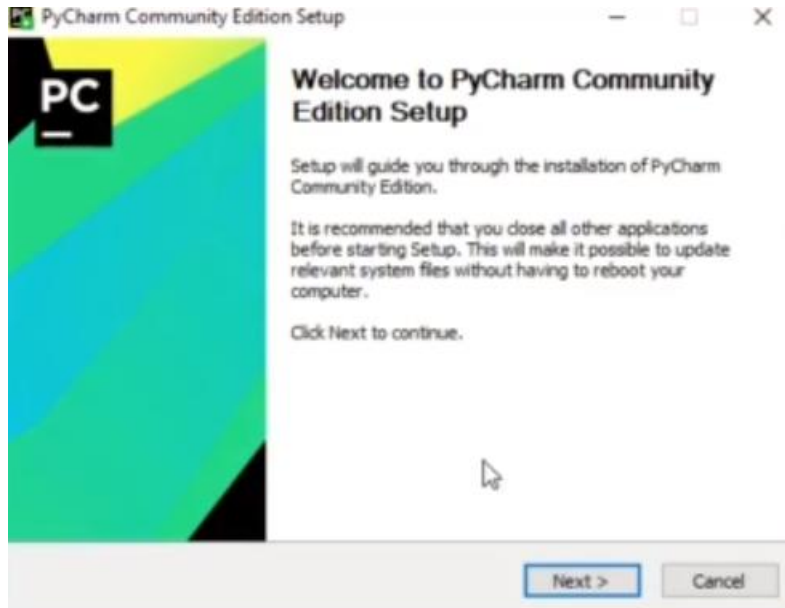 PyCharm Community Edition Setup
PC
Welcome to PyCharm Community
Edition Setup
Setup will guide you through the installation of PyCharm
Community Edition.
It is recommended that you close all other applications
before starting Setup. This will make it possible to update
relevant system files without having to reboot your
computer.
Click Next to continue.
Next >
Cancel